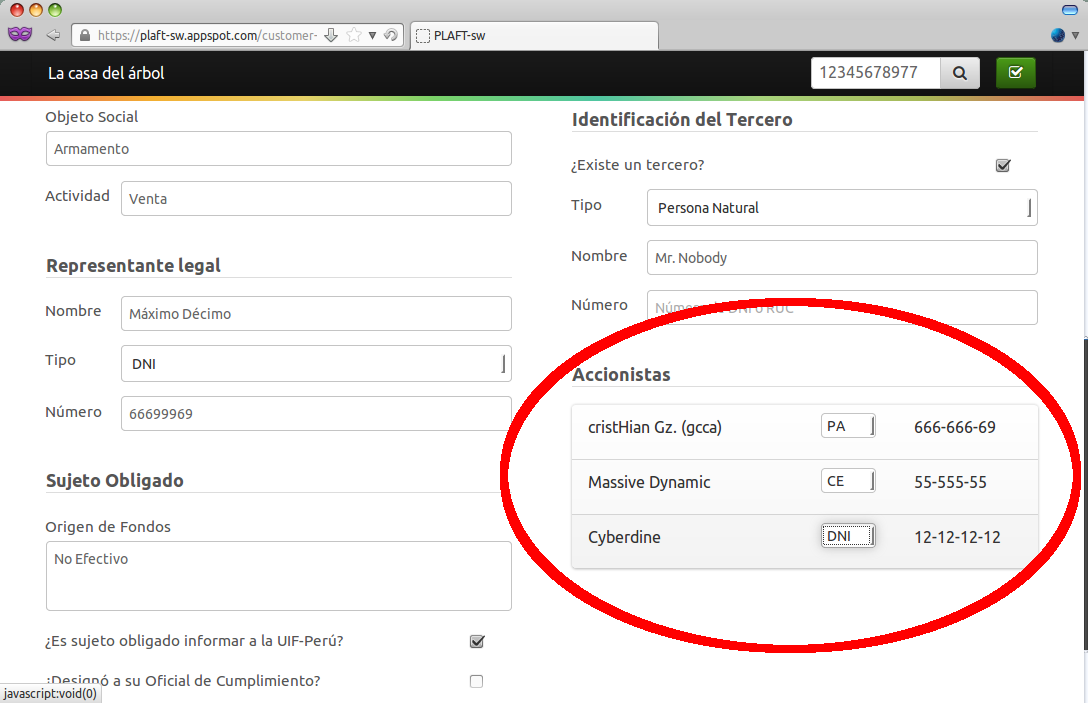 https://plaft-sw.appspot.com/customer-
PLAFT-sw
La casa del árbol
12345678977
Objeto Social
Armamento
Actividad
Venta
Representante legal
Nombre
Máximo Décimo
Tipo
DNI
Número
66699969
Sujeto Obligado
Origen de Fondos
No Efectivo
¿Es sujeto obligado informar a la UIF-Perú?
¿Designó a su Oficial de Cumplimiento?
javascript:void(0)
Identificación del Tercero
¿Existe un tercero?
Tipo
Persona Natural
Nombre
Mr. Nobody
Número
Número de DNI o RUC
Accionistas
cristHian Gz. (gcca) PA 666-666-69
Massive Dynamic CE 55-555-55
Cyberdine DNI 12-12-12-12